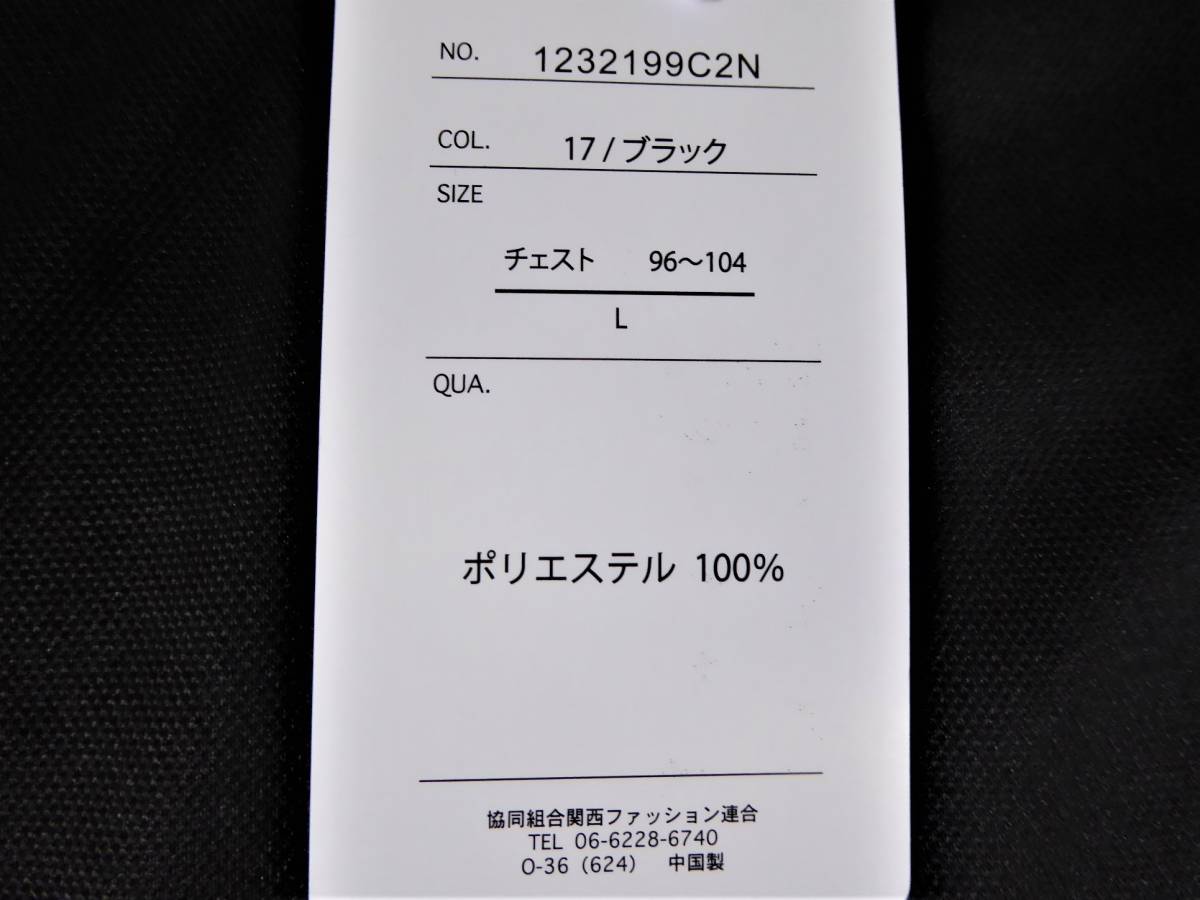 NO. 1232199C2N
COL. 17 / ブラック
SIZE
チェスト 96〜104
L
QUA.
ポリエステル 100%
協同組合関西ファッション連合
TEL 06-6228-6740
O-36（624） 中国製